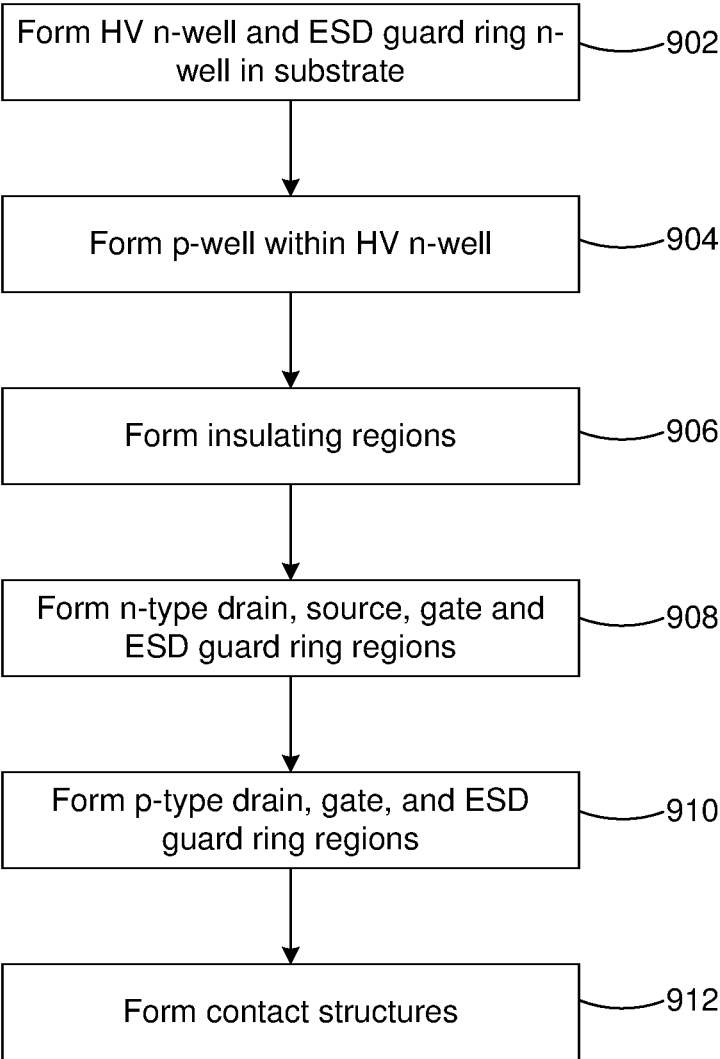 Form HV n-well and ESD guard ring n-
well in substrate
902
Form p-well within HV n-well
904
Form insulating regions
906
Form n-type drain, source, gate and
ESD guard ring regions
908
Form p-type drain, gate, and ESD
guard ring regions
910
Form contact structures
912